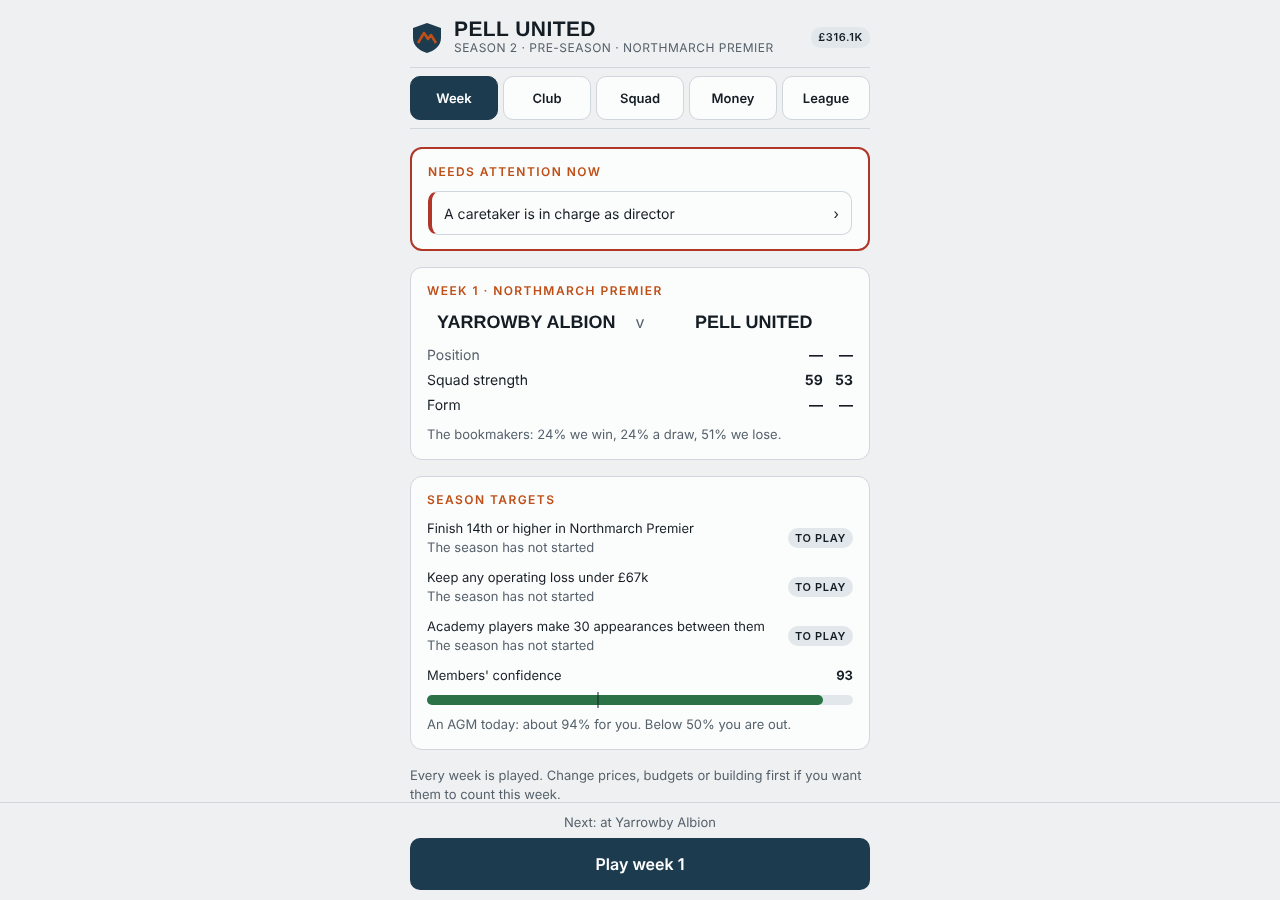 PELL UNITED
SEASON 2 · PRE-SEASON · NORTHMARCH PREMIER
£316.1K
Week
Club
Squad
Money
League
NEEDS ATTENTION NOW
A caretaker is in charge as director ›
WEEK 1 · NORTHMARCH PREMIER
YARROWBY ALBION v PELL UNITED
Position — —
Squad strength 59 53
Form — —
The bookmakers: 24% we win, 24% a draw, 51% we lose.
SEASON TARGETS
Finish 14th or higher in Northmarch Premier
The season has not started
TO PLAY
Keep any operating loss under £67k
The season has not started
TO PLAY
Academy players make 30 appearances between them
The season has not started
TO PLAY
Members' confidence 93
An AGM today: about 94% for you. Below 50% you are out.
Every week is played. Change prices, budgets or building first if you want
them to count this week.
Next: at Yarrowby Albion
Play week 1